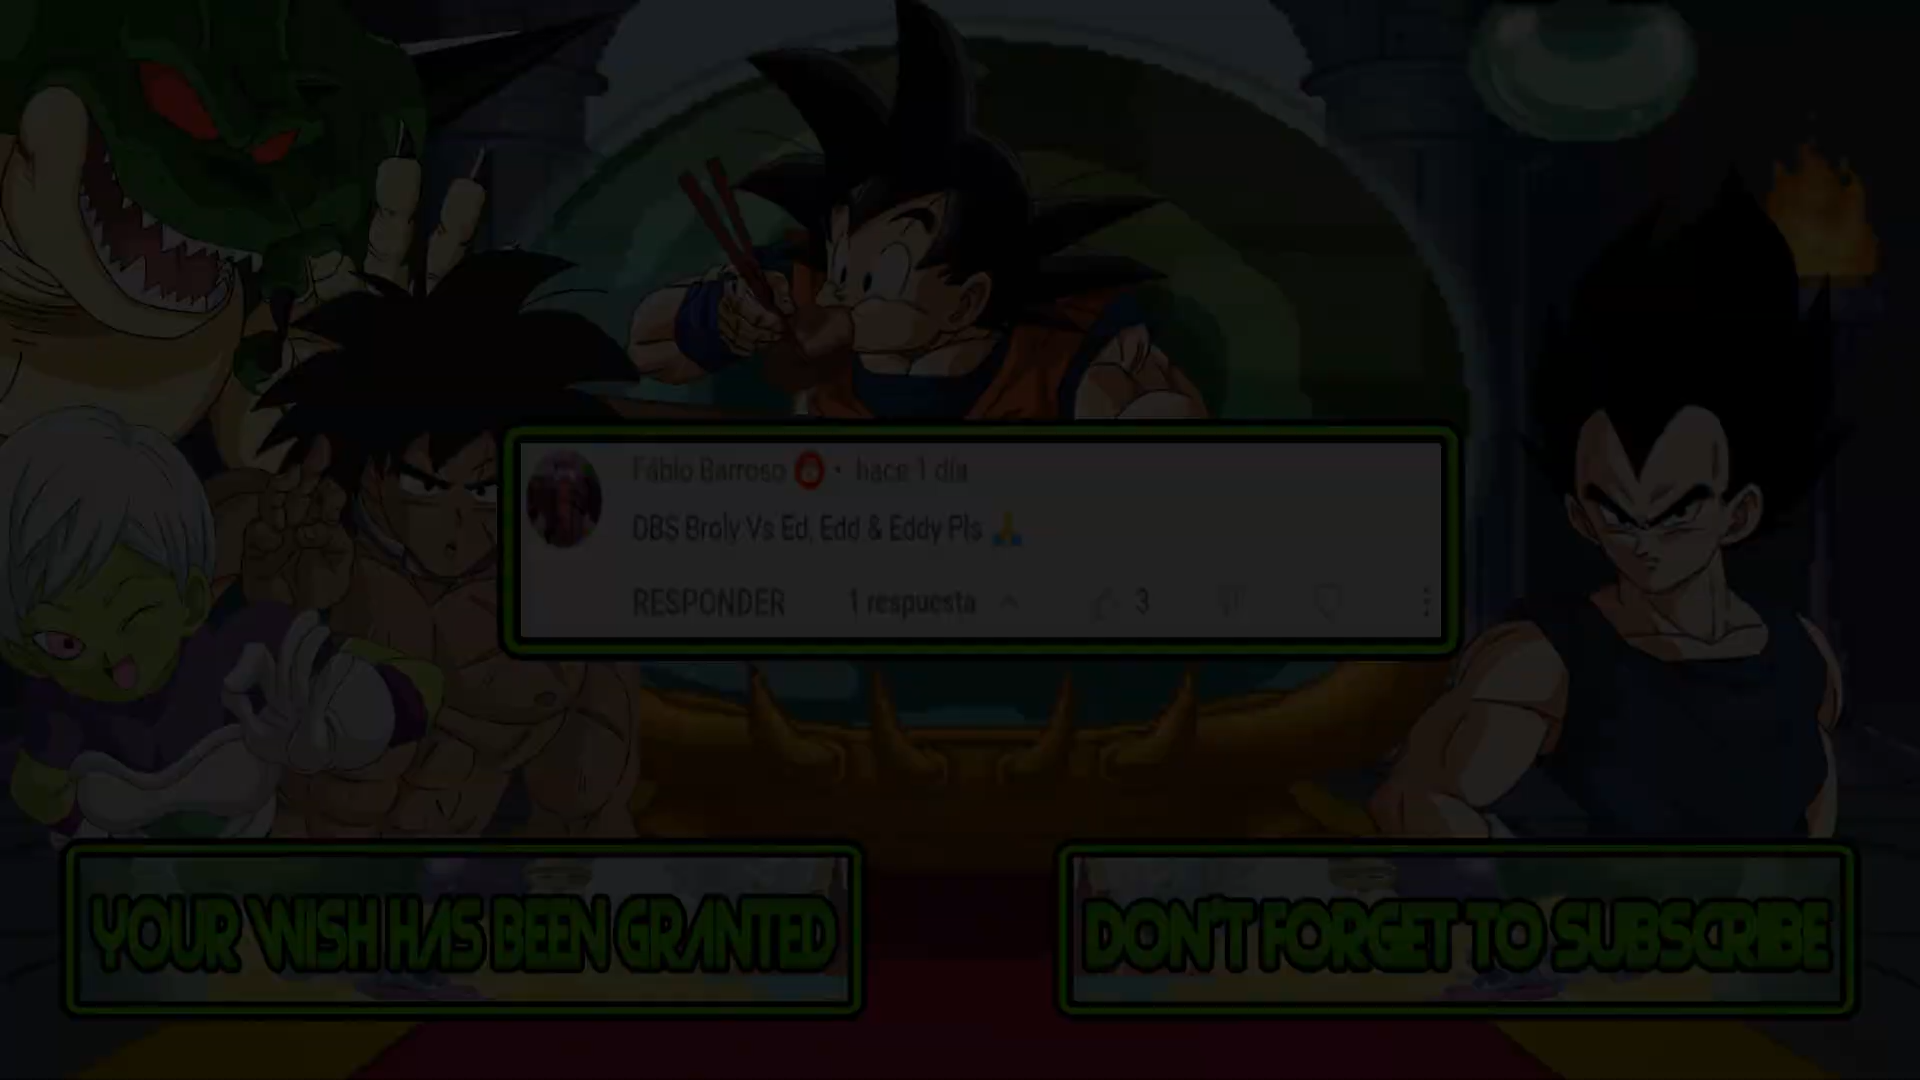 Fábio Barroso · hace 1 día
DBS Broly Vs Ed, Edd & Eddy Pls 🙏
RESPONDER 1 respuesta 3
YOUR WISH HAS BEEN GRANTED
DON'T FORGET TO SUBSCRIBE